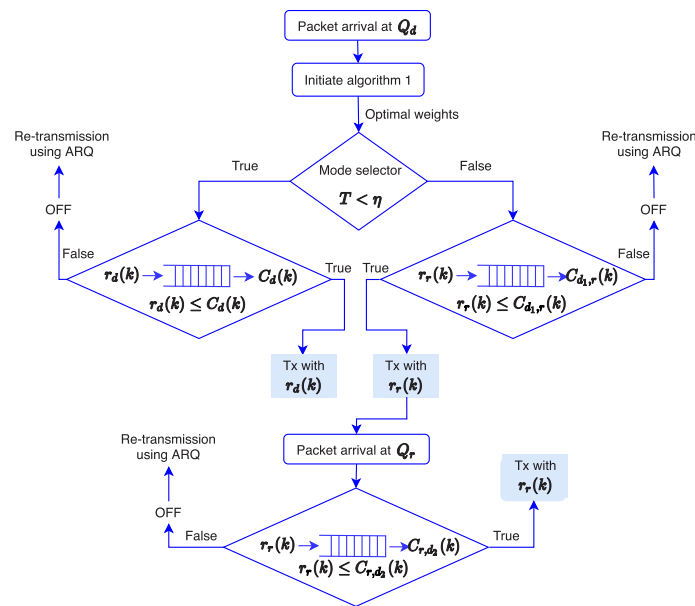 Packet arrival at Q_d
Initiate algorithm 1
Optimal weights
Re-transmission
using ARQ
Re-transmission
using ARQ
True
Mode selector
False
T < η
OFF
OFF
False
r_d(k) C_d(k)
True
True
r_r(k) C_{d_1,r}(k)
False
r_d(k) ≤ C_d(k)
r_r(k) ≤ C_{d_1,r}(k)
Tx with
r_d(k)
Tx with
r_r(k)
Re-transmission
using ARQ
Packet arrival at Q_r
Tx with
r_r(k)
OFF
False
r_r(k) C_{r,d_2}(k)
True
r_r(k) ≤ C_{r,d_2}(k)